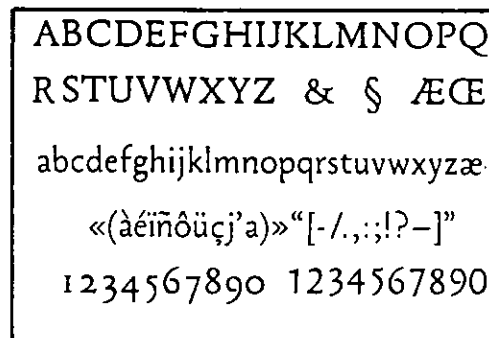 ABCDEFGHIJKLMNOPQ
RSTUVWXYZ & § ÆŒ
abcdefghijklmnopqrstuvwxyzæ
«(àéïñôüçj’a)»“[-/.,:;!?–]”
1234567890 1234567890